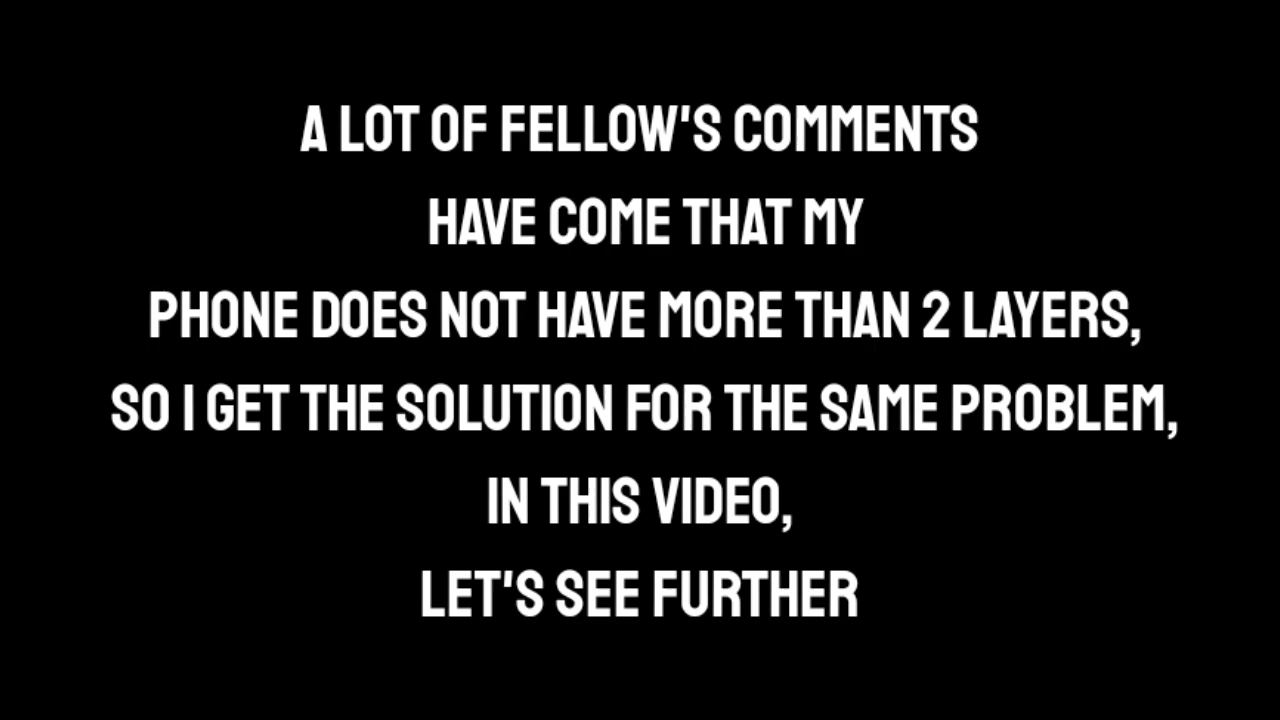 A LOT OF FELLOW'S COMMENTS
HAVE COME THAT MY
PHONE DOES NOT HAVE MORE THAN 2 LAYERS,
SO I GET THE SOLUTION FOR THE SAME PROBLEM,
IN THIS VIDEO,
LET'S SEE FURTHER